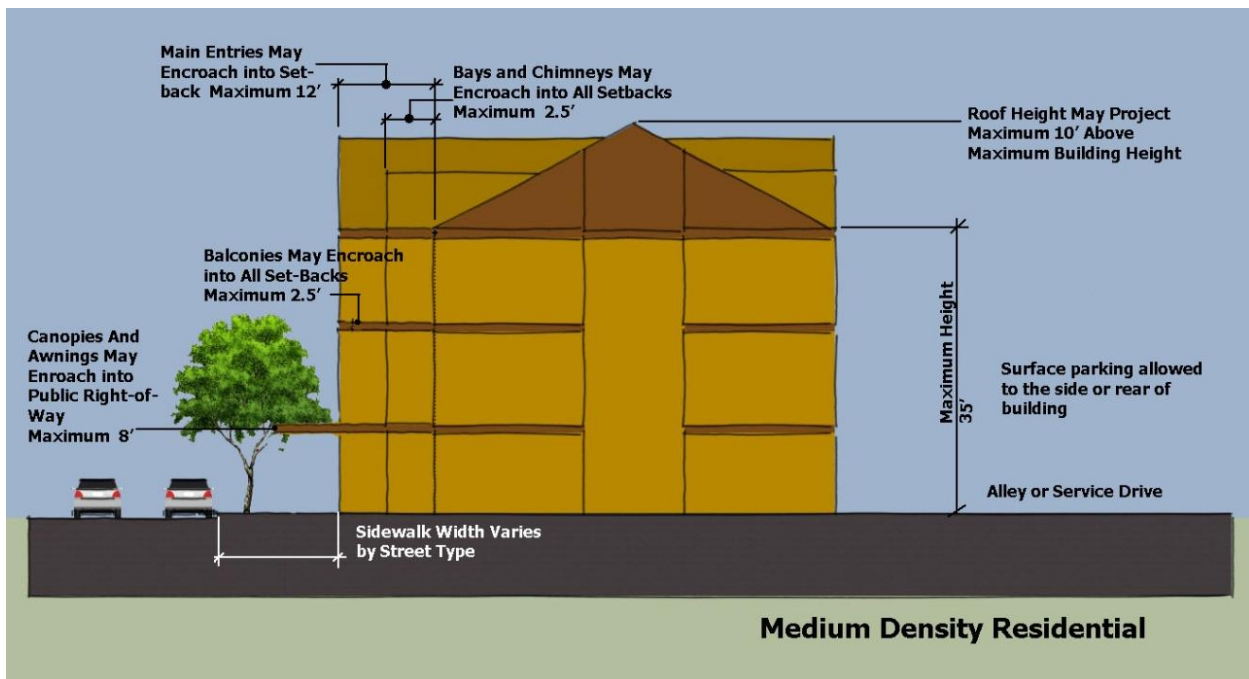 Main Entries May
Encroach into Set-
back  Maximum 12′
Bays and Chimneys May
Encroach into All Setbacks
Maximum  2.5′
Roof Height May Project
Maximum 10′ Above
Maximum Building Height
Balconies May Encroach
into All Set-Backs
Maximum 2.5′
Canopies And
Awnings May
Enroach into
Public Right-of-
Way
Maximum  8′
Maximum Height
35′
Surface parking allowed
to the side or rear of
building
Alley or Service Drive
Sidewalk Width Varies
by Street Type
Medium Density Residential